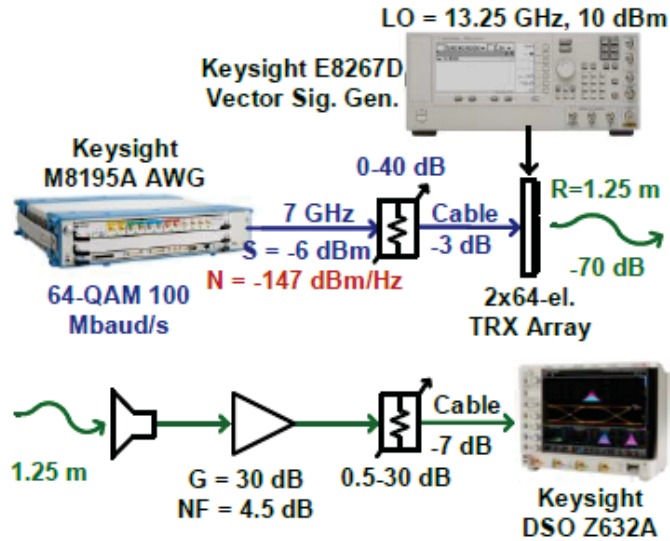 LO = 13.25 GHz, 10 dBm
Keysight E8267D
Vector Sig. Gen.
Keysight
M8195A AWG
0-40 dB
7 GHz
Cable
R=1.25 m
S = -6 dBm
-3 dB
N = -147 dBm/Hz
-70 dB
64-QAM 100
Mbaud/s
2x64-el.
TRX Array
Cable
-7 dB
1.25 m
G = 30 dB
NF = 4.5 dB
0.5-30 dB
Keysight
DSO Z632A